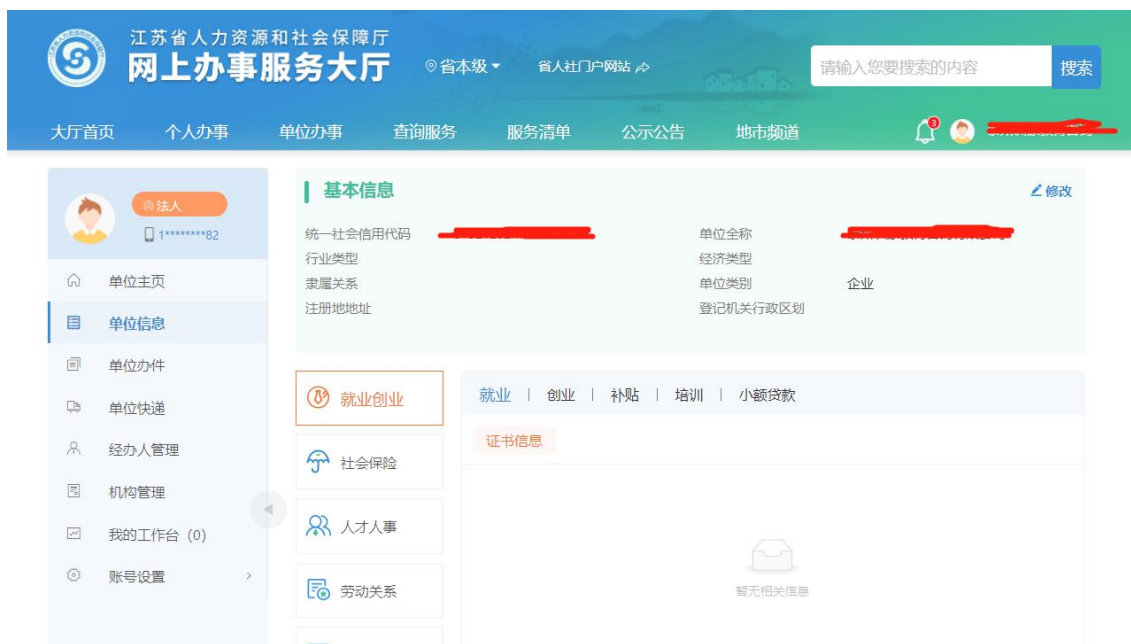 江苏省人力资源和社会保障厅
网上办事服务大厅
省本级
省人社门户网站
请输入您要搜索的内容
搜索
大厅首页 个人办事 单位办事 查询服务 服务清单 公示公告 地市频道
3
法人
1********82
单位主页
单位信息
单位办件
单位快递
经办人管理
机构管理
我的工作台 (0)
账号设置
基本信息
修改
统一社会信用代码
单位全称
行业类型
经济类型
隶属关系
单位类别 企业
注册地地址
登记机关行政区划
就业创业
社会保险
人才人事
劳动关系
就业 | 创业 | 补贴 | 培训 | 小额贷款
证书信息
暂无相关信息